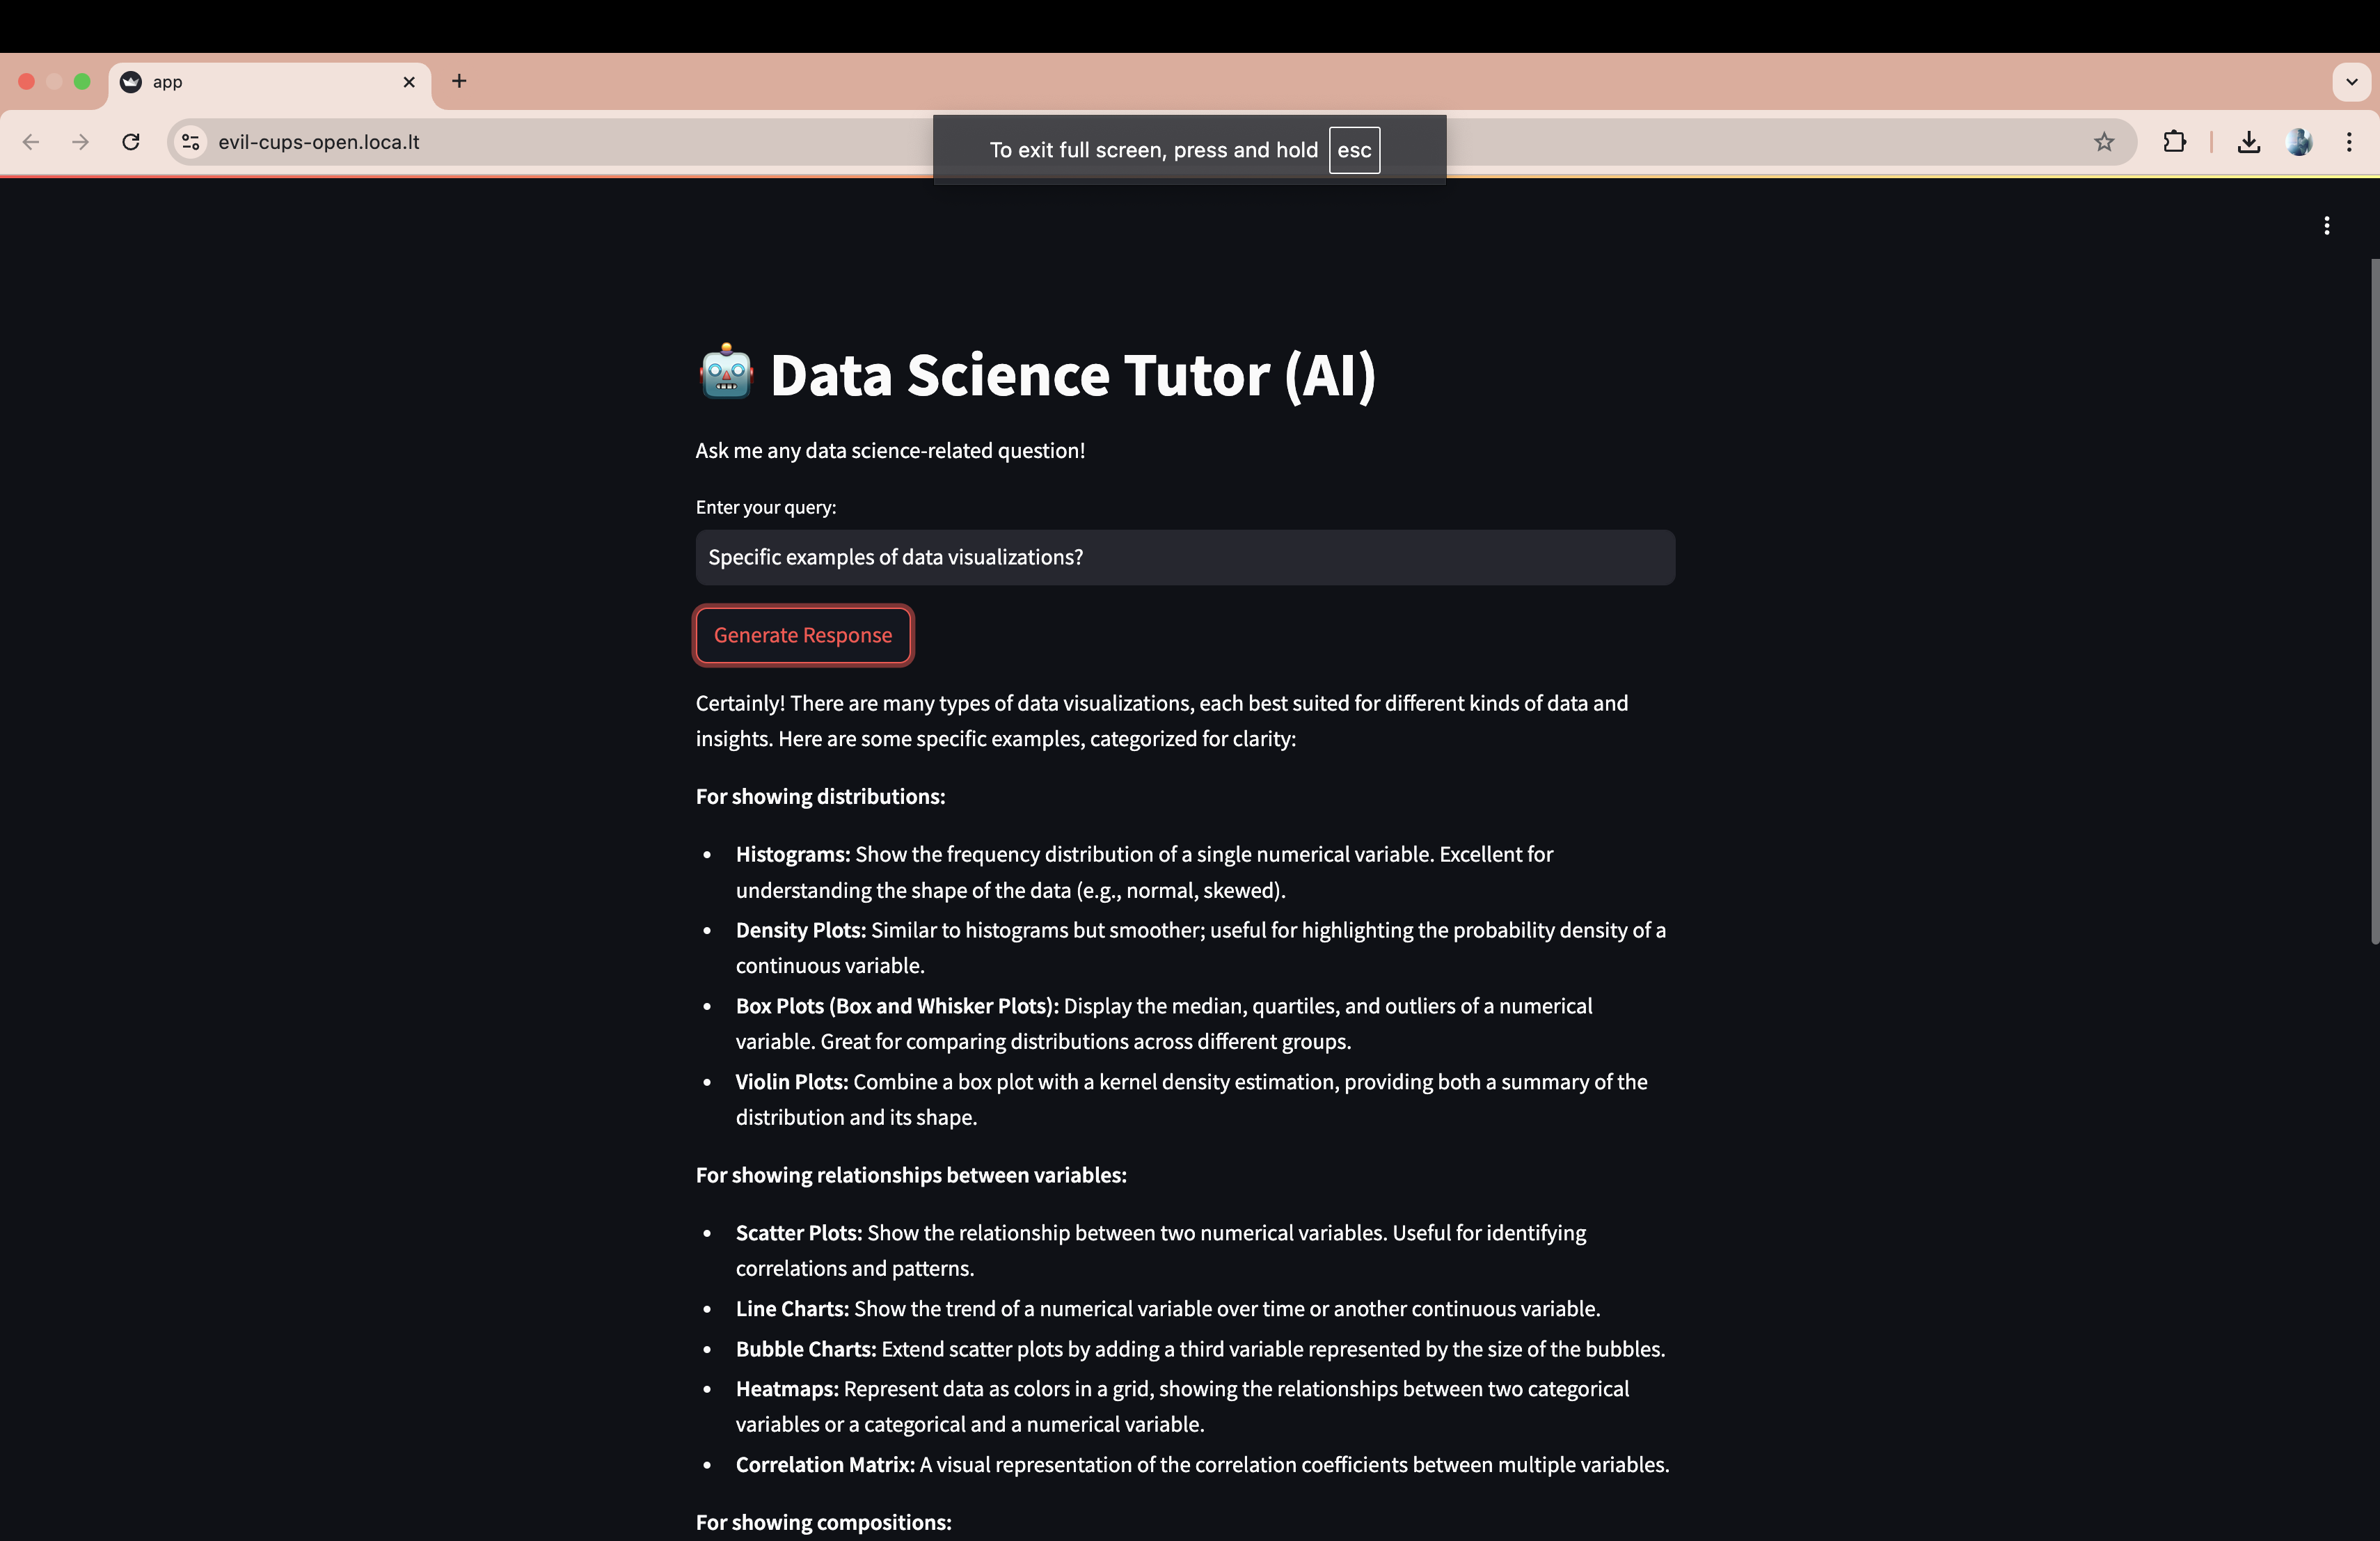 app
evil-cups-open.loca.lt
To exit full screen, press and hold esc
Data Science Tutor (AI)
Ask me any data science-related question!
Enter your query:
Specific examples of data visualizations?
Generate Response
Certainly! There are many types of data visualizations, each best suited for different kinds of data and
insights. Here are some specific examples, categorized for clarity:
For showing distributions:
• Histograms: Show the frequency distribution of a single numerical variable. Excellent for
understanding the shape of the data (e.g., normal, skewed).
• Density Plots: Similar to histograms but smoother; useful for highlighting the probability density of a
continuous variable.
• Box Plots (Box and Whisker Plots): Display the median, quartiles, and outliers of a numerical
variable. Great for comparing distributions across different groups.
• Violin Plots: Combine a box plot with a kernel density estimation, providing both a summary of the
distribution and its shape.
For showing relationships between variables:
• Scatter Plots: Show the relationship between two numerical variables. Useful for identifying
correlations and patterns.
• Line Charts: Show the trend of a numerical variable over time or another continuous variable.
• Bubble Charts: Extend scatter plots by adding a third variable represented by the size of the bubbles.
• Heatmaps: Represent data as colors in a grid, showing the relationships between two categorical
variables or a categorical and a numerical variable.
• Correlation Matrix: A visual representation of the correlation coefficients between multiple variables.
For showing compositions: